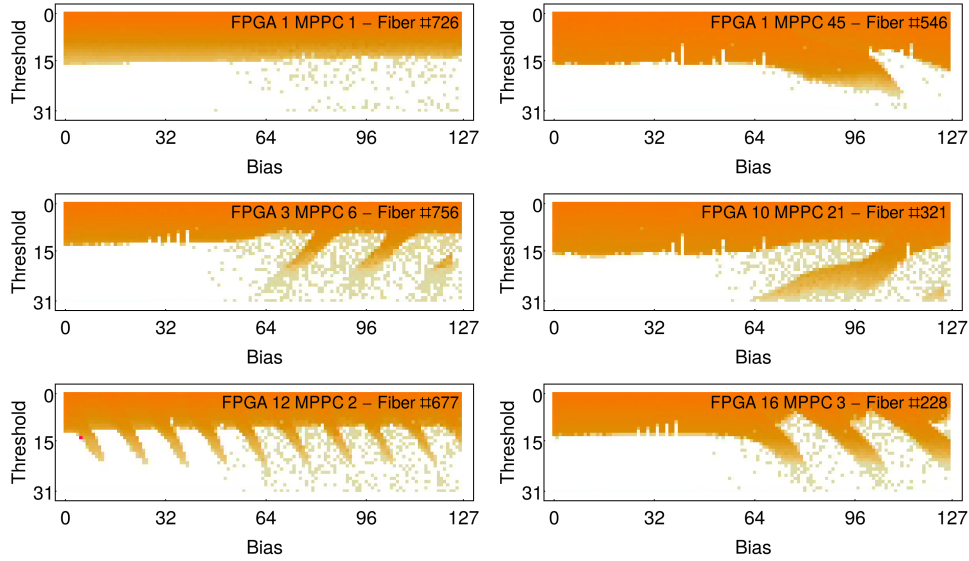 FPGA 1 MPPC 1 − Fiber #726
Threshold
0
15
31
0 32 64 96 127
Bias
FPGA 1 MPPC 45 − Fiber #546
Threshold
0
15
31
0 32 64 96 127
Bias
FPGA 3 MPPC 6 − Fiber #756
Threshold
0
15
31
0 32 64 96 127
Bias
FPGA 10 MPPC 21 − Fiber #321
Threshold
0
15
31
0 32 64 96 127
Bias
FPGA 12 MPPC 2 − Fiber #677
Threshold
0
15
31
0 32 64 96 127
Bias
FPGA 16 MPPC 3 − Fiber #228
Threshold
0
15
31
0 32 64 96 127
Bias